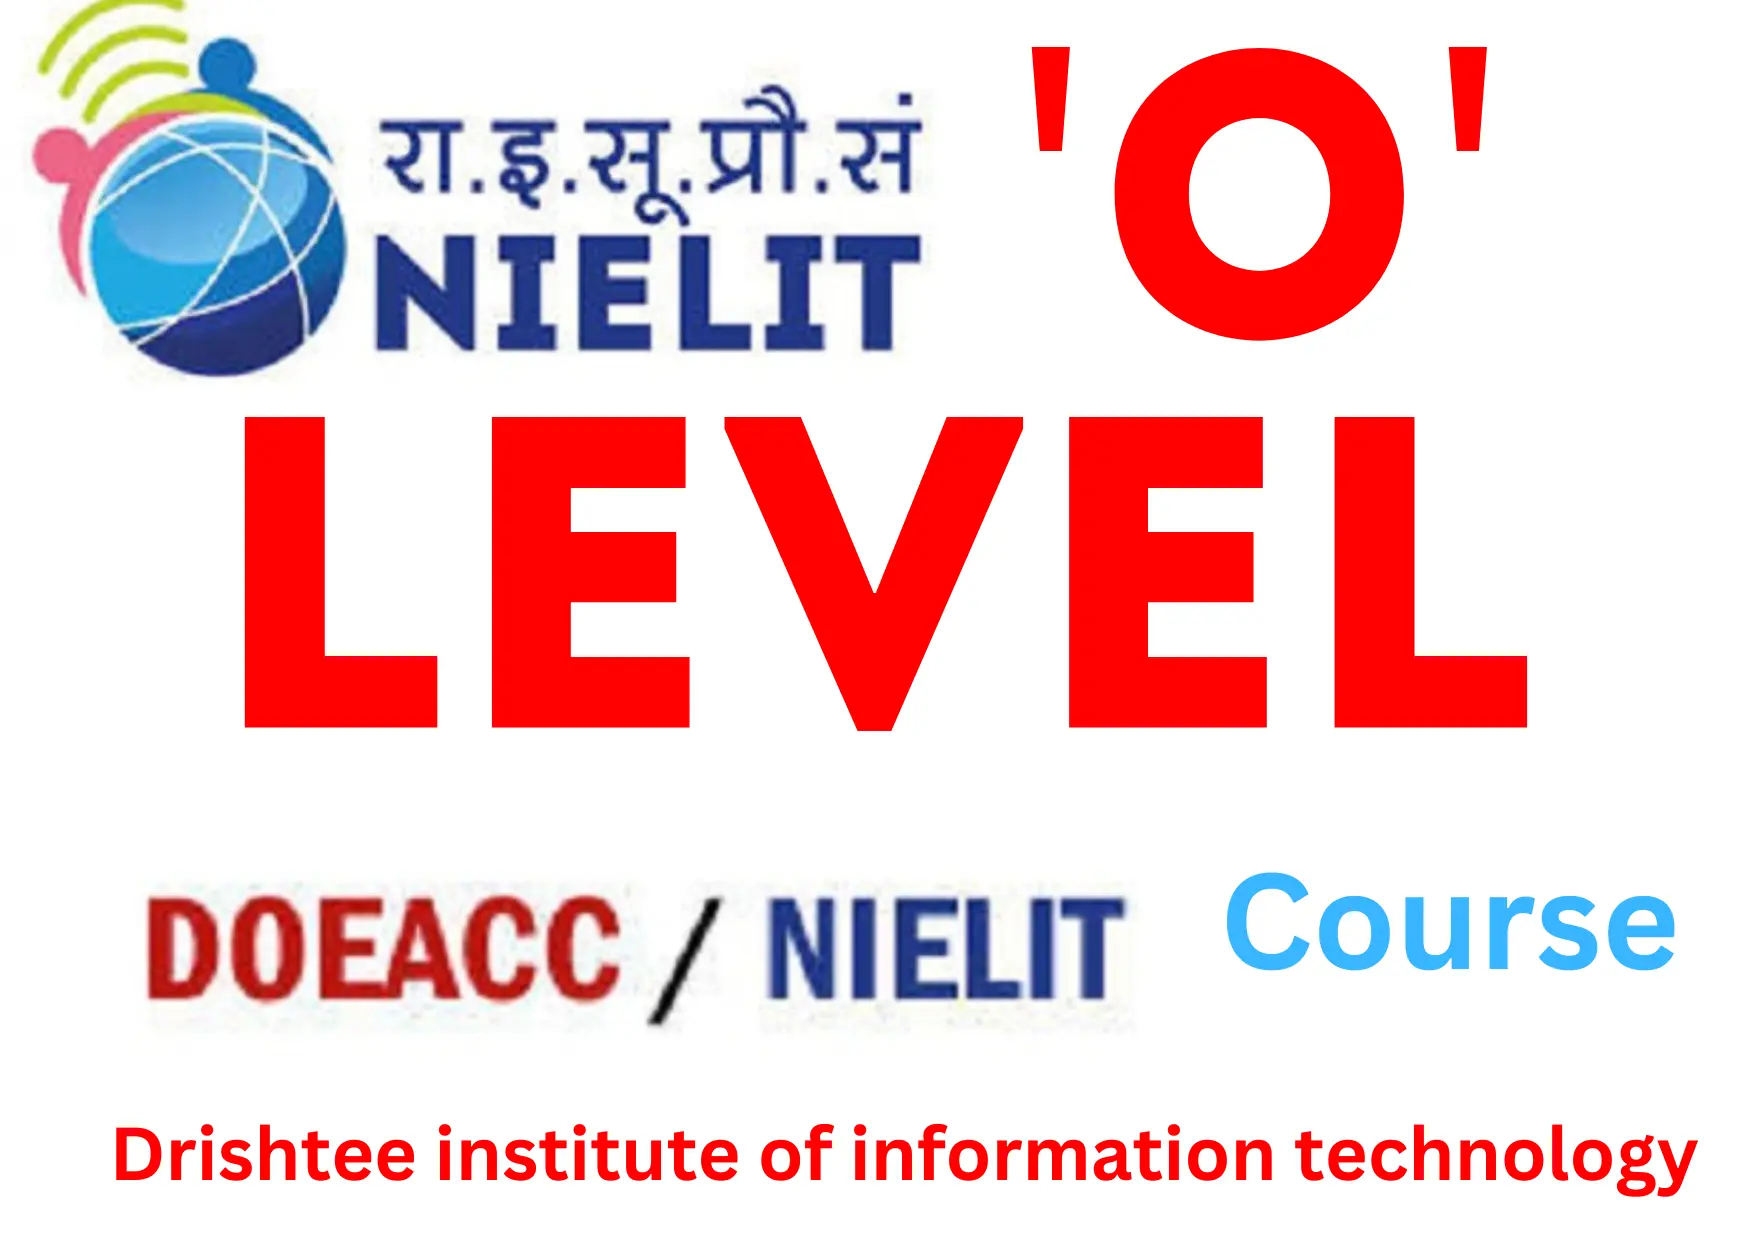 रा.इ.सू.प्रौ.सं
NIELIT
'O'
LEVEL
DOEACC / NIELIT Course
Drishtee institute of information technology